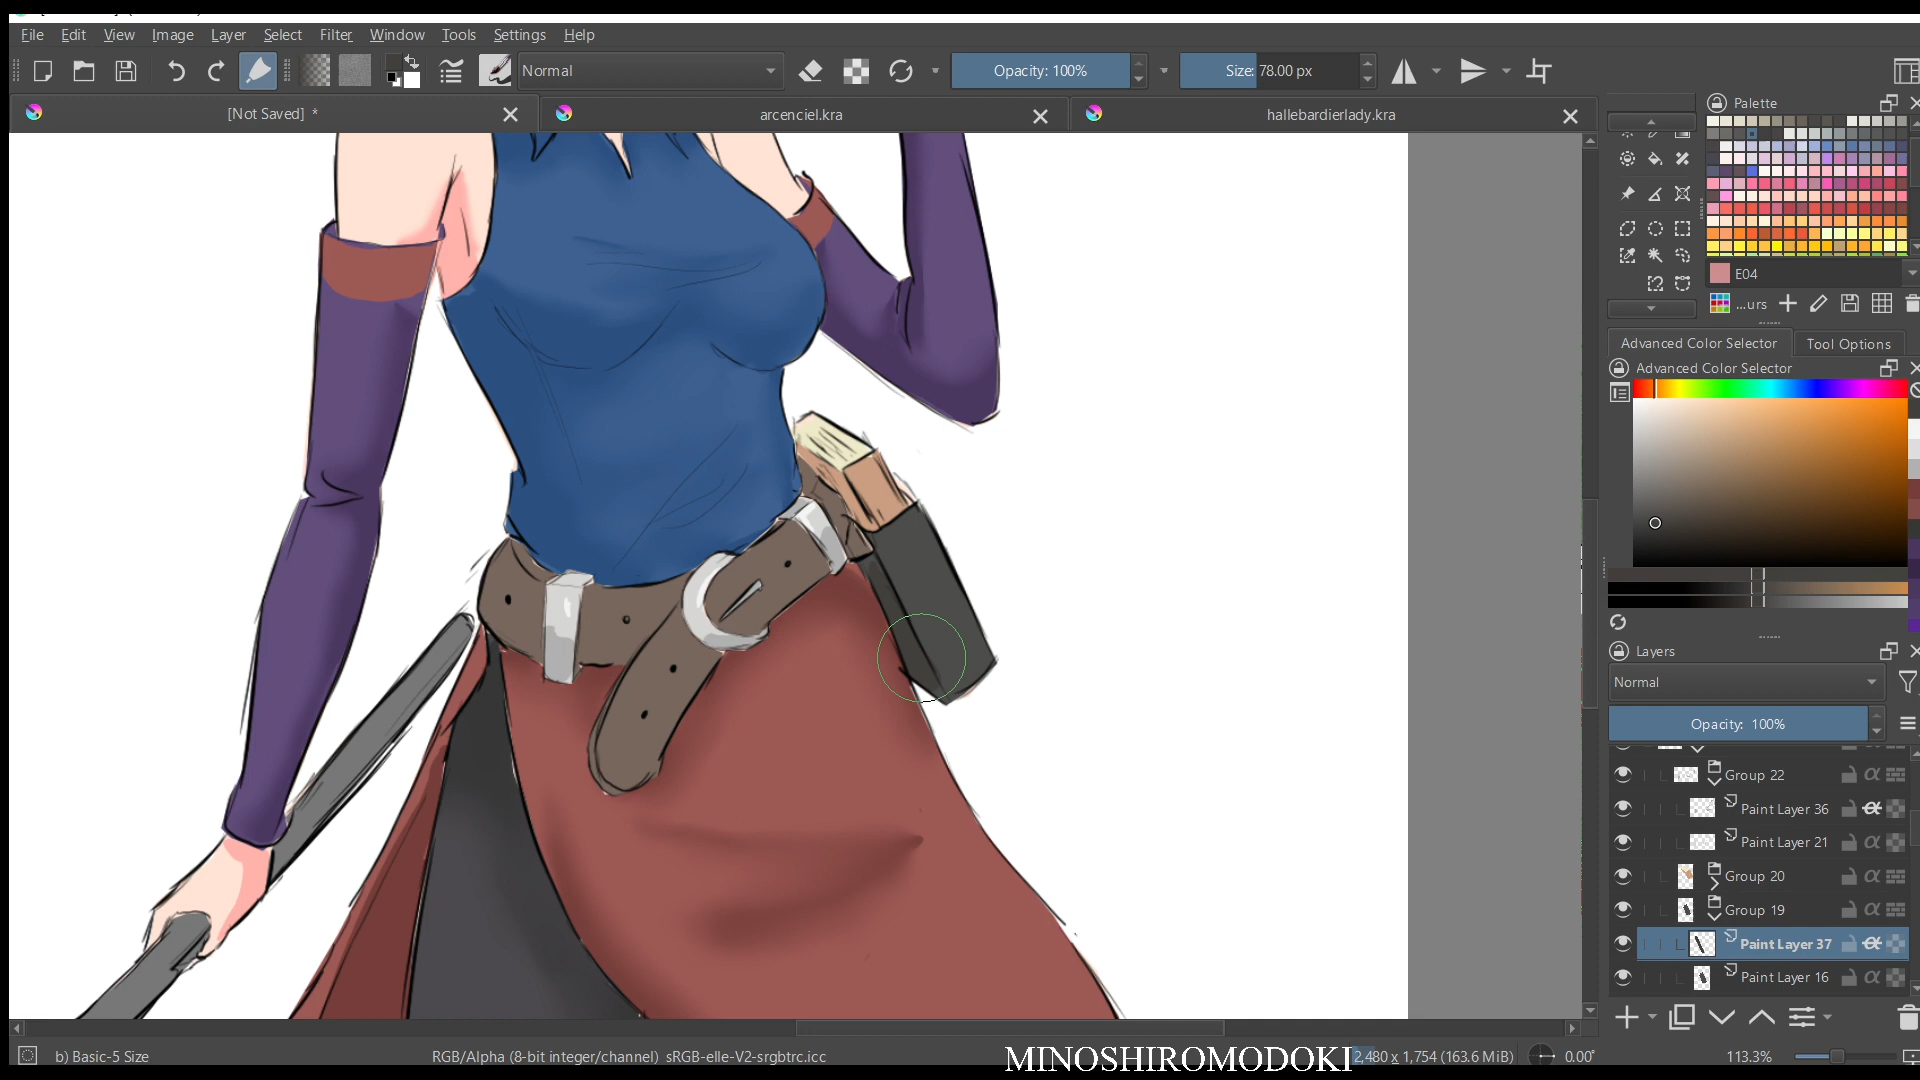 File Edit View Image Layer Select Filter Window Tools Settings Help
Normal Opacity: 100% Size: 78.00 px
[Not Saved] * arcenciel.kra hallebardierlady.kra
Palette
E04
...urs
Advanced Color Selector Tool Options
Advanced Color Selector
Layers
Normal
Opacity: 100%
Group 22
Paint Layer 36
Paint Layer 21
Group 20
Group 19
Paint Layer 37
Paint Layer 16
b) Basic-5 Size RGB/Alpha (8-bit integer/channel) sRGB-elle-V2-srgbtrc.icc MINOSHIROMODOKI 2,480 x 1,754 (163.6 MiB) 0.00° 113.3%